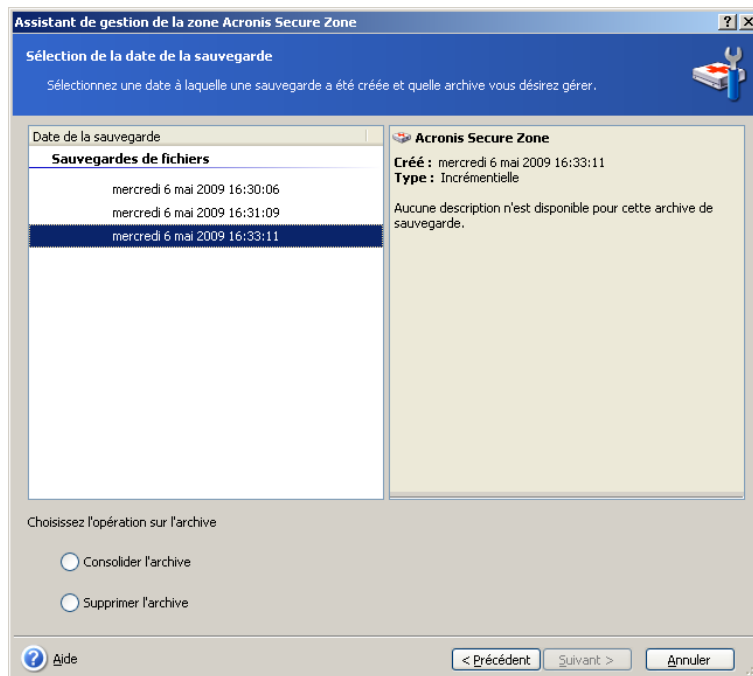 Assistant de gestion de la zone Acronis Secure Zone
Sélection de la date de la sauvegarde
Sélectionnez une date à laquelle une sauvegarde a été créée et quelle archive vous désirez gérer.
Date de la sauvegarde
Sauvegardes de fichiers
mercredi 6 mai 2009 16:30:06
mercredi 6 mai 2009 16:31:09
mercredi 6 mai 2009 16:33:11
Acronis Secure Zone
Créé : mercredi 6 mai 2009 16:33:11
Type : Incrémentielle
Aucune description n'est disponible pour cette archive de
sauvegarde.
Choisissez l'opération sur l'archive
Consolider l'archive
Supprimer l'archive
Aide
< Précédent
Suivant >
Annuler